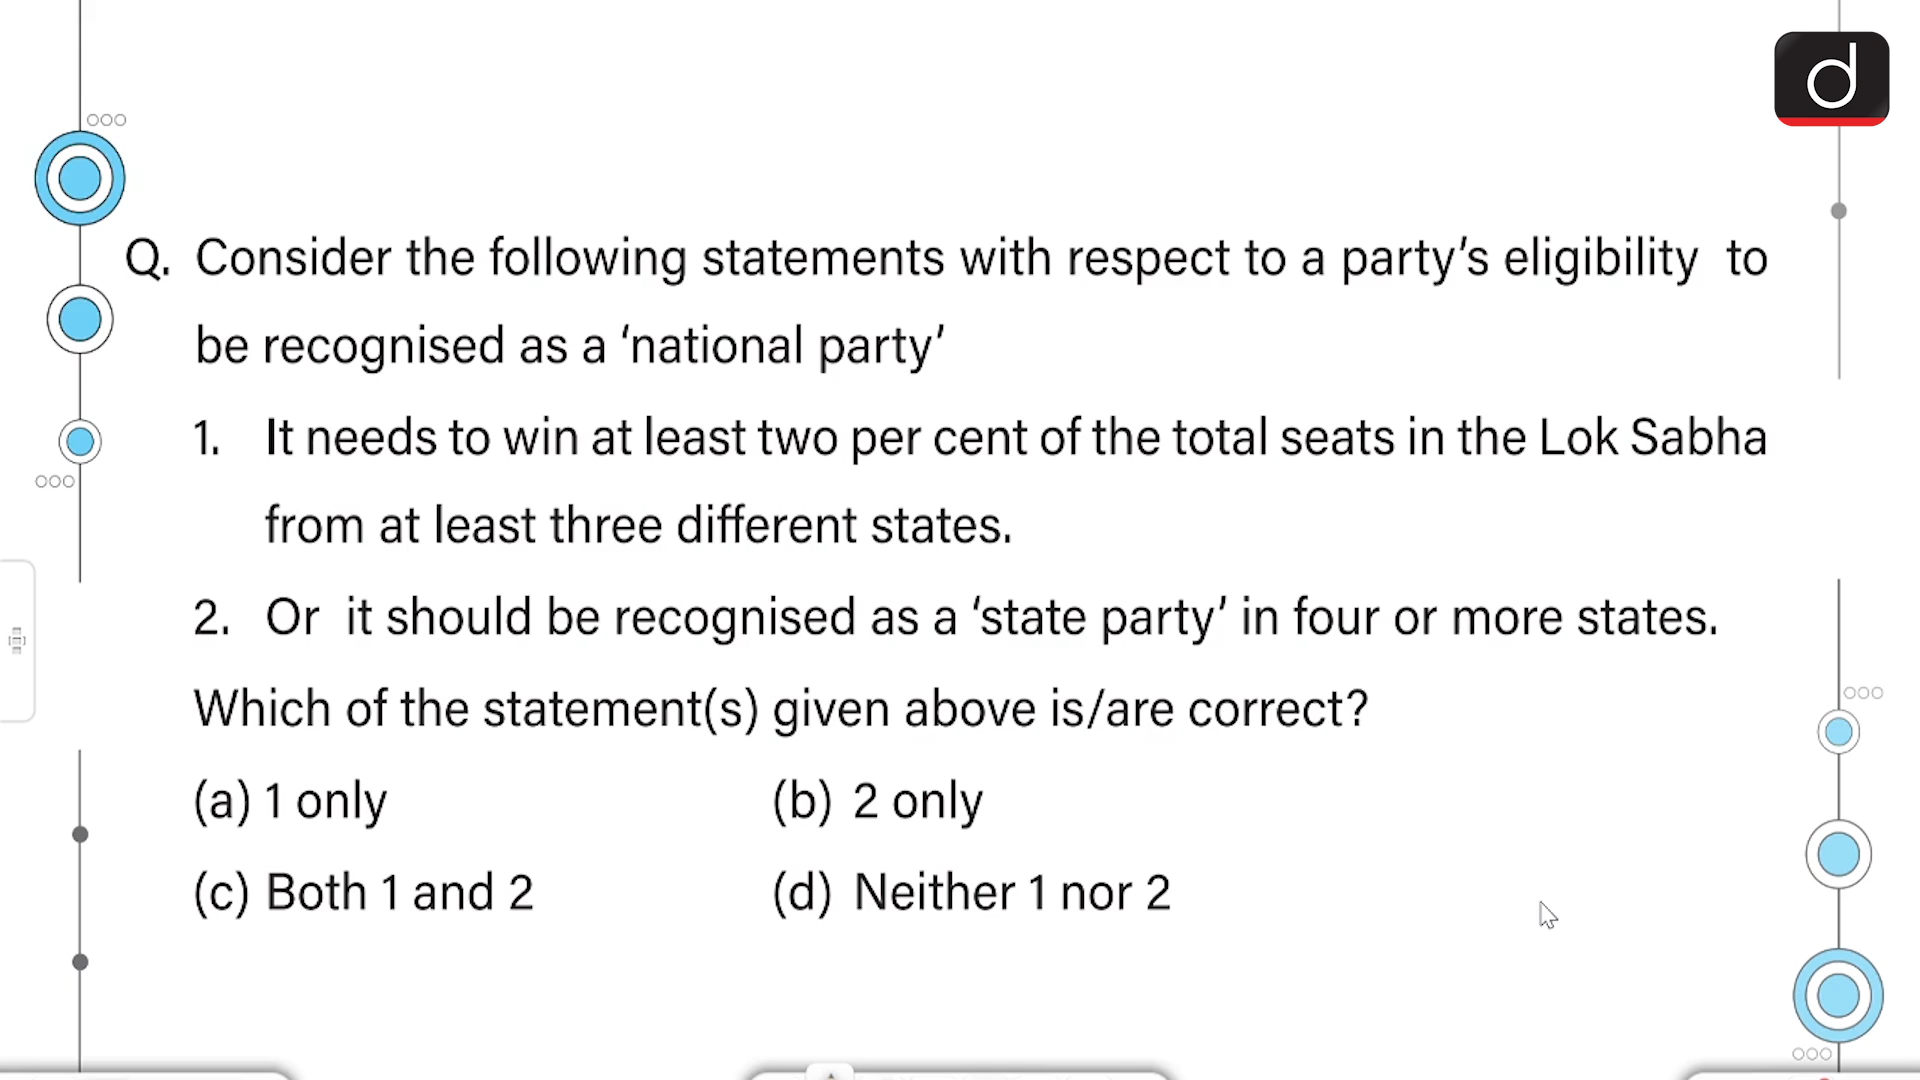 d
Q. Consider the following statements with respect to a party’s eligibility to
be recognised as a ‘national party’
1. It needs to win at least two per cent of the total seats in the Lok Sabha
from at least three different states.
2. Or it should be recognised as a ‘state party’ in four or more states.
Which of the statement(s) given above is/are correct?
(a) 1 only (b) 2 only
(c) Both 1 and 2 (d) Neither 1 nor 2